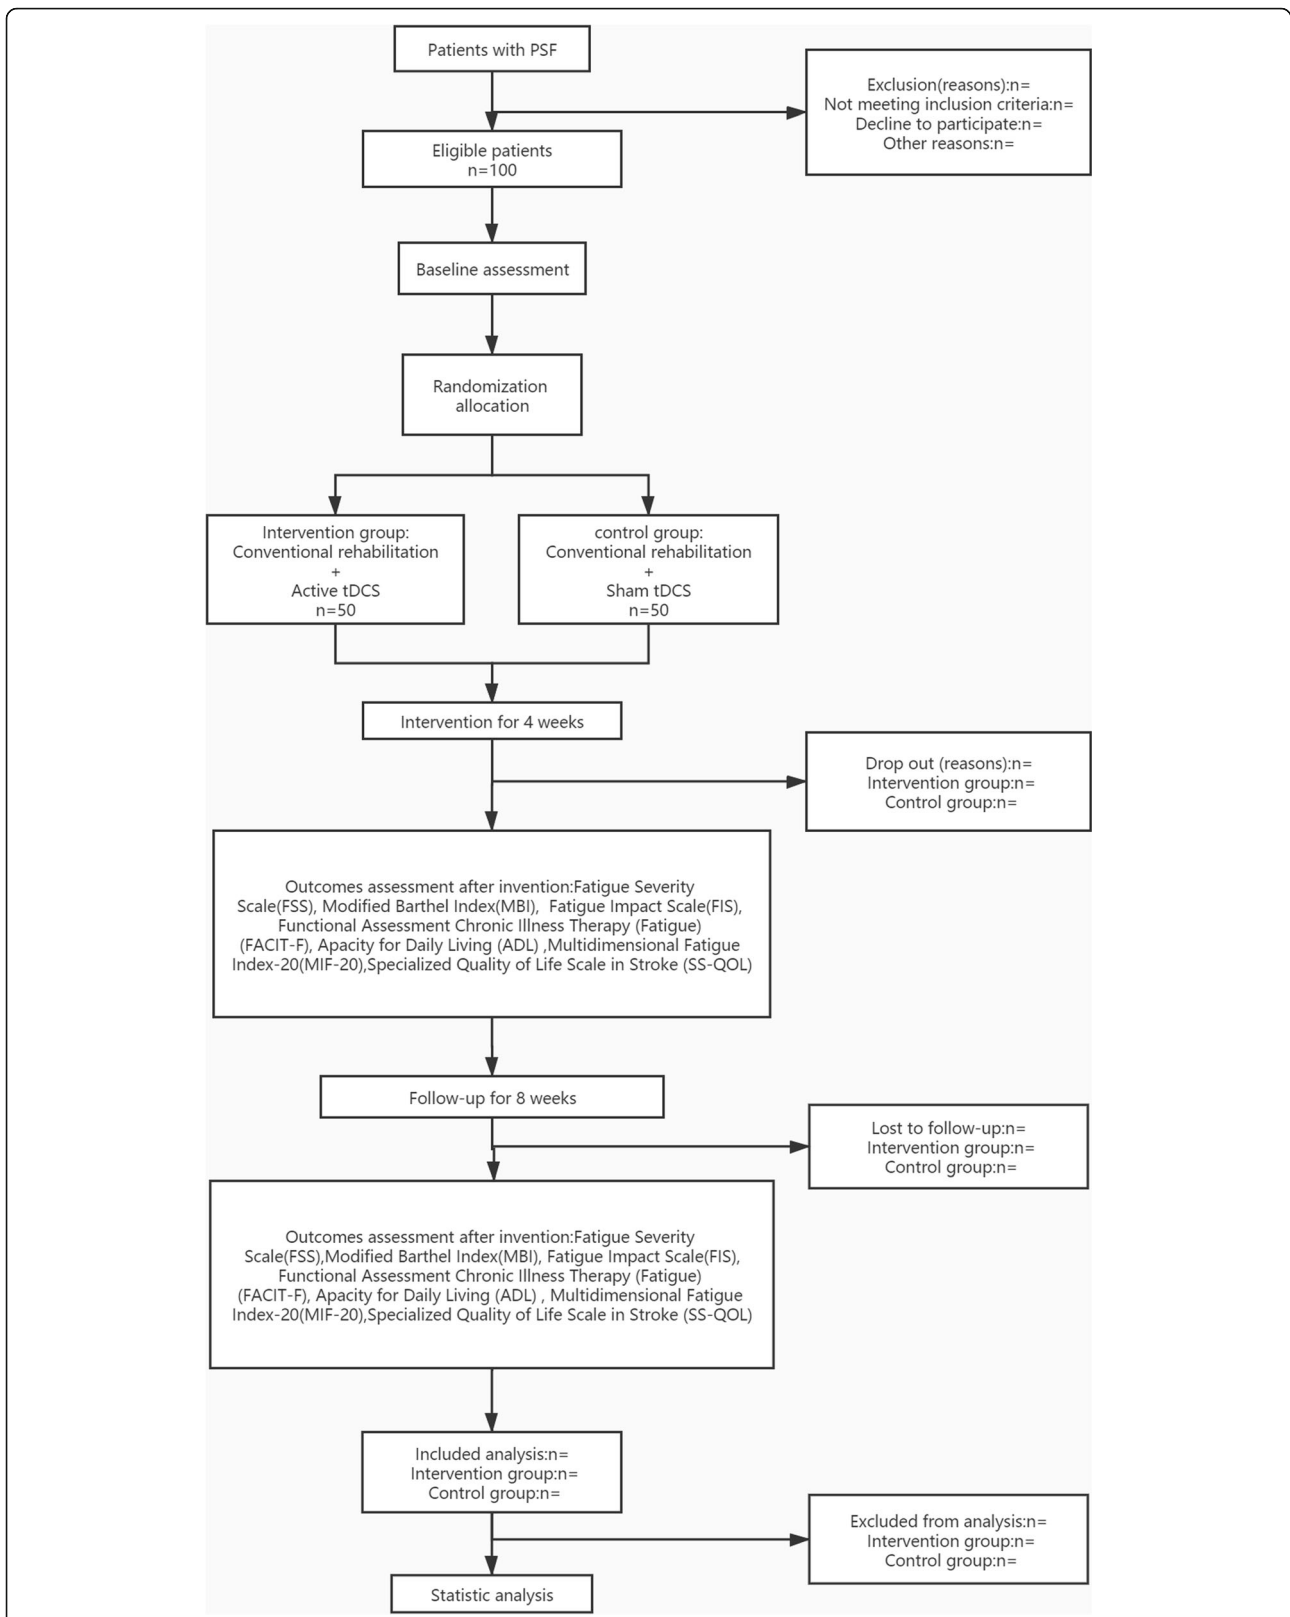 Patients with PSF
Exclusion(reasons):n=
Not meeting inclusion criteria:n=
Decline to participate:n=
Other reasons:n=
Eligible patients
n=100
Baseline assessment
Randomization
allocation
Intervention group:
Conventional rehabilitation
+
Active tDCS
n=50
control group:
Conventional rehabilitation
+
Sham tDCS
n=50
Intervention for 4 weeks
Drop out (reasons):n=
Intervention group:n=
Control group:n=
Outcomes assessment after invention:Fatigue Severity
Scale(FSS), Modified Barthel Index(MBI), Fatigue Impact Scale(FIS),
Functional Assessment Chronic Illness Therapy (Fatigue)
(FACIT-F), Apacity for Daily Living (ADL) ,Multidimensional Fatigue
Index-20(MIF-20),Specialized Quality of Life Scale in Stroke (SS-QOL)
Follow-up for 8 weeks
Lost to follow-up:n=
Intervention group:n=
Control group:n=
Outcomes assessment after invention:Fatigue Severity
Scale(FSS),Modified Barthel Index(MBI), Fatigue Impact Scale(FIS),
Functional Assessment Chronic Illness Therapy (Fatigue)
(FACIT-F), Apacity for Daily Living (ADL) , Multidimensional Fatigue
Index-20(MIF-20),Specialized Quality of Life Scale in Stroke (SS-QOL)
Included analysis:n=
Intervention group:n=
Control group:n=
Excluded from analysis:n=
Intervention group:n=
Control group:n=
Statistic analysis